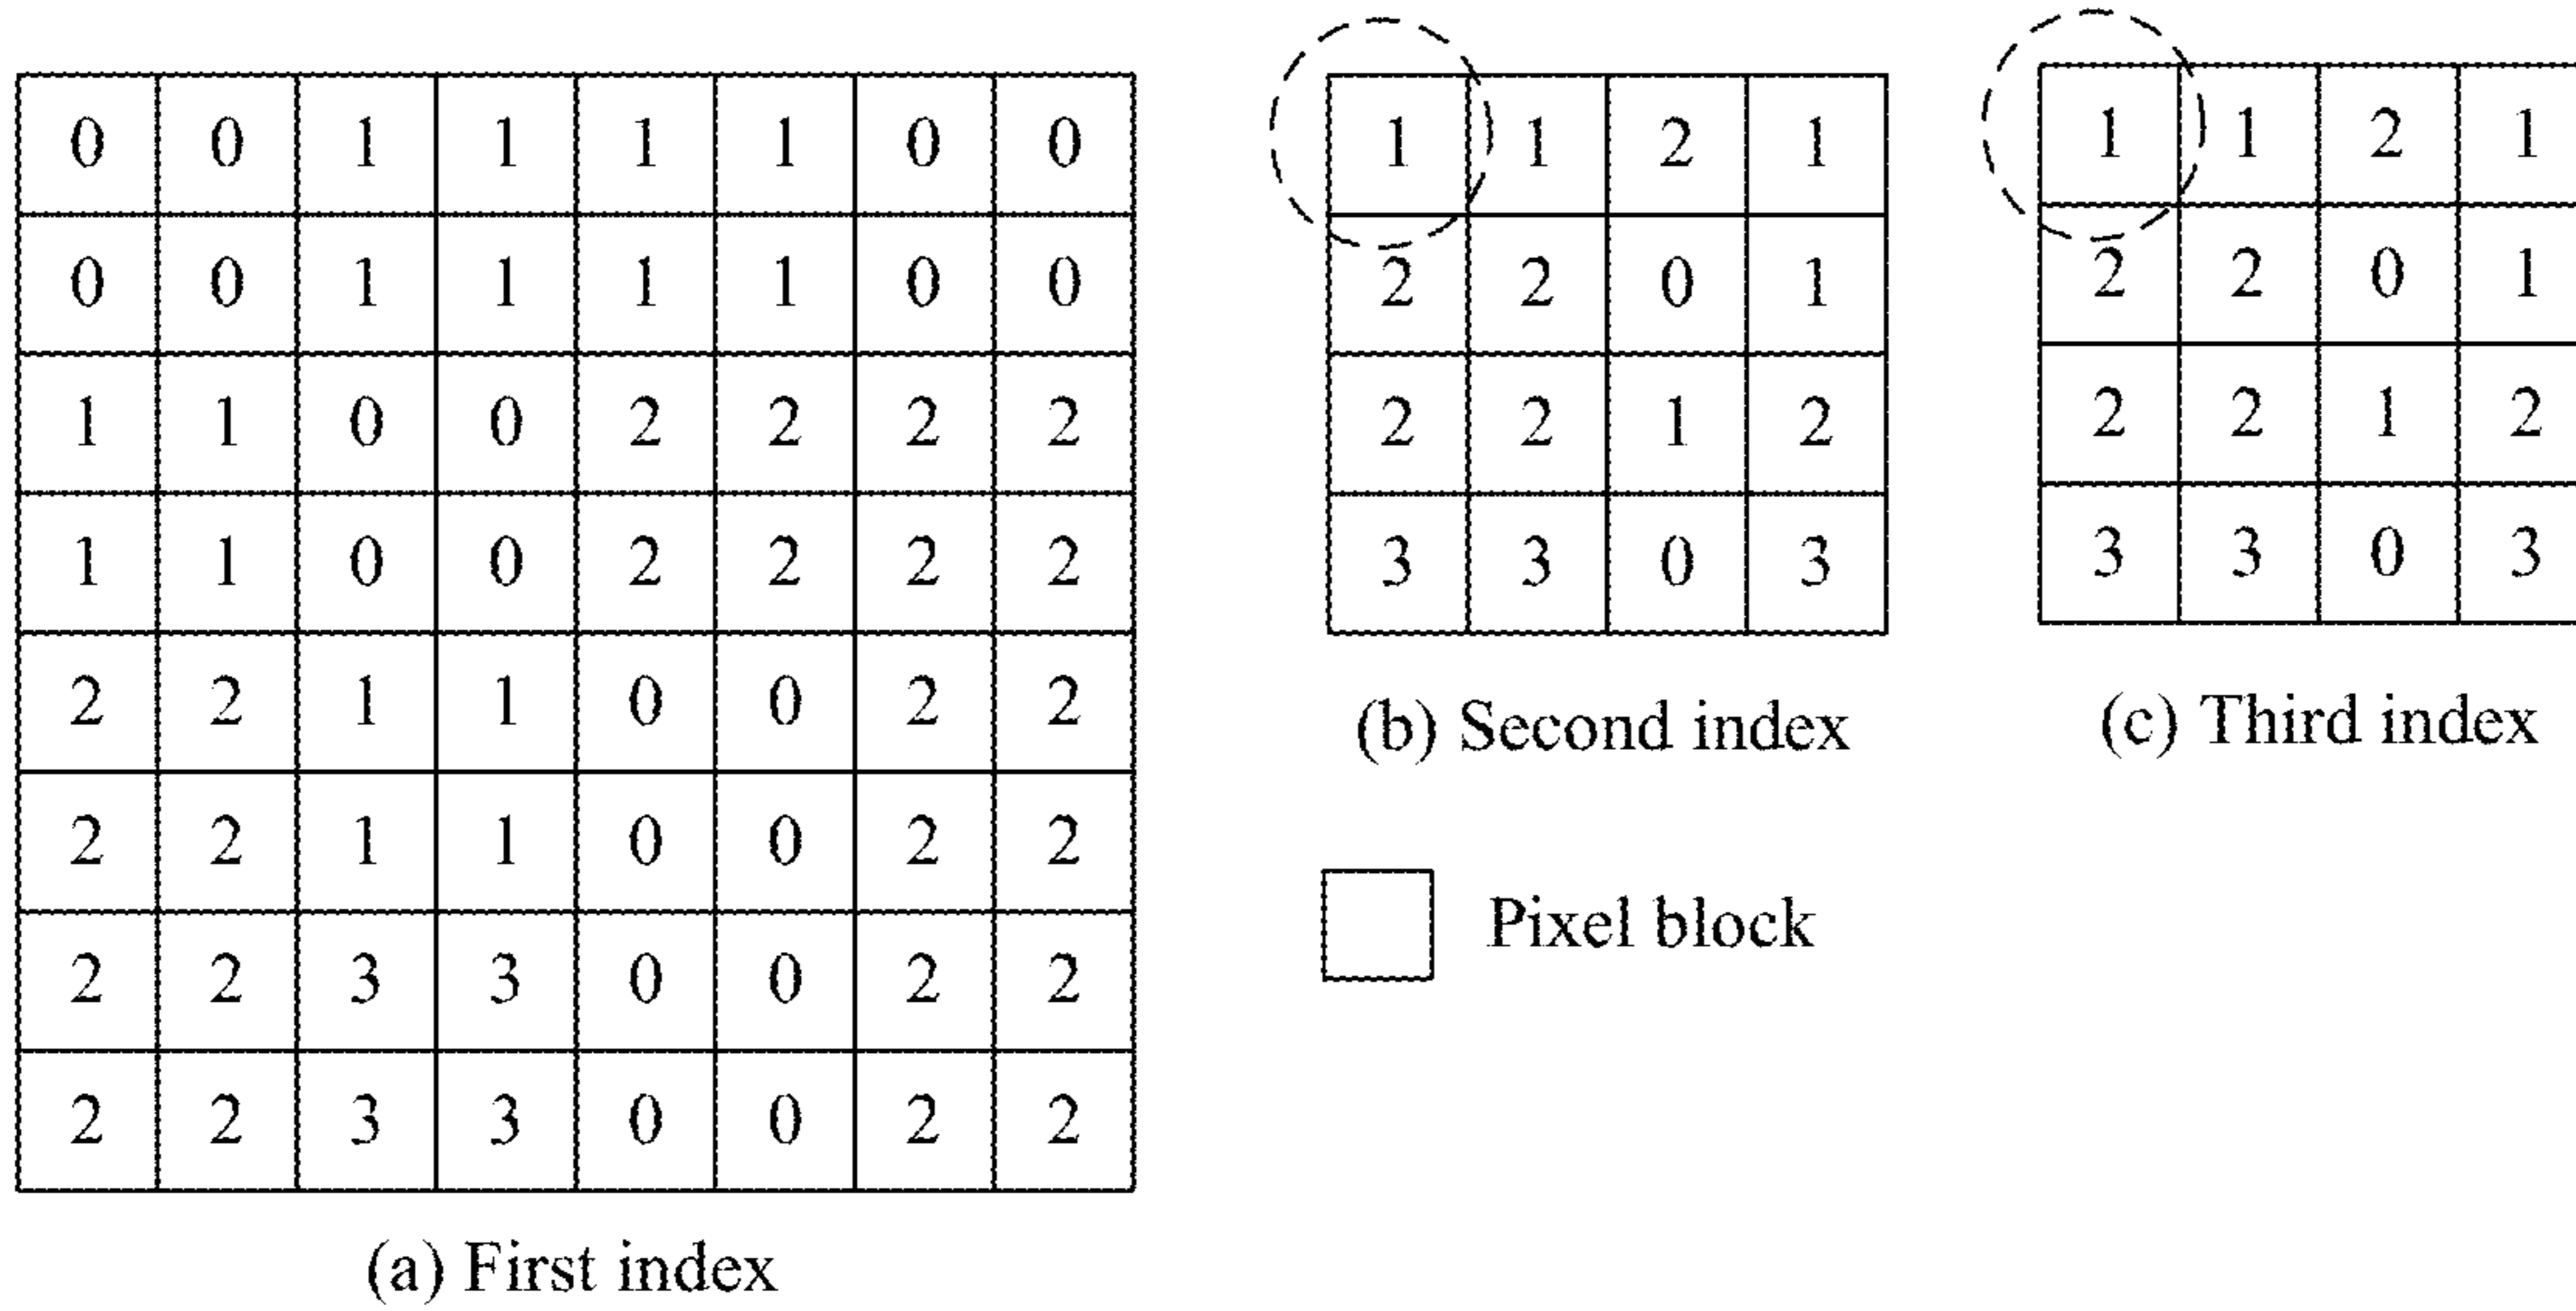 0 0 1 1 1 1 0 0
0 0 1 1 1 1 0 0
1 1 0 0 2 2 2 2
1 1 0 0 2 2 2 2
2 2 1 1 0 0 2 2
2 2 1 1 0 0 2 2
2 2 3 3 0 0 2 2
2 2 3 3 0 0 2 2
(a) First index
1 1 2 1
2 2 0 1
2 2 1 2
3 3 0 3
(b) Second index
1 1 2 1
2 2 0 1
2 2 1 2
3 3 0 3
(c) Third index
Pixel block